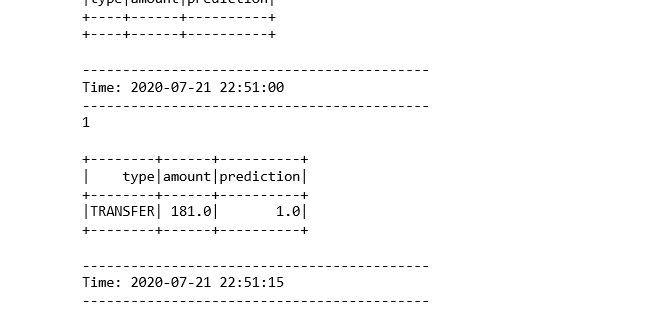 |type|amount|prediction|
+----+------+----------+
+----+------+----------+
-------------------------------------------
Time: 2020-07-21 22:51:00
-------------------------------------------
1
+--------+------+----------+
|    type|amount|prediction|
+--------+------+----------+
|TRANSFER| 181.0|       1.0|
+--------+------+----------+
-------------------------------------------
Time: 2020-07-21 22:51:15
-------------------------------------------